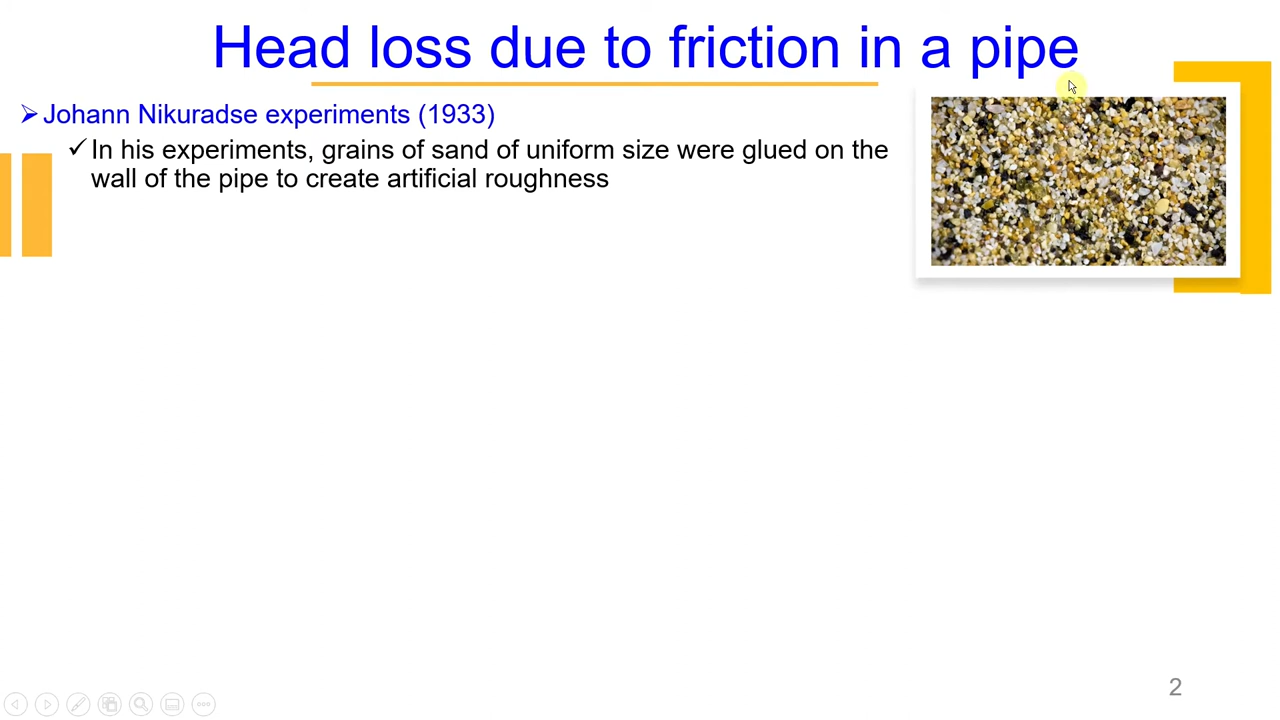 Head loss due to friction in a pipe
Johann Nikuradse experiments (1933)
In his experiments, grains of sand of uniform size were glued on the
wall of the pipe to create artificial roughness
2